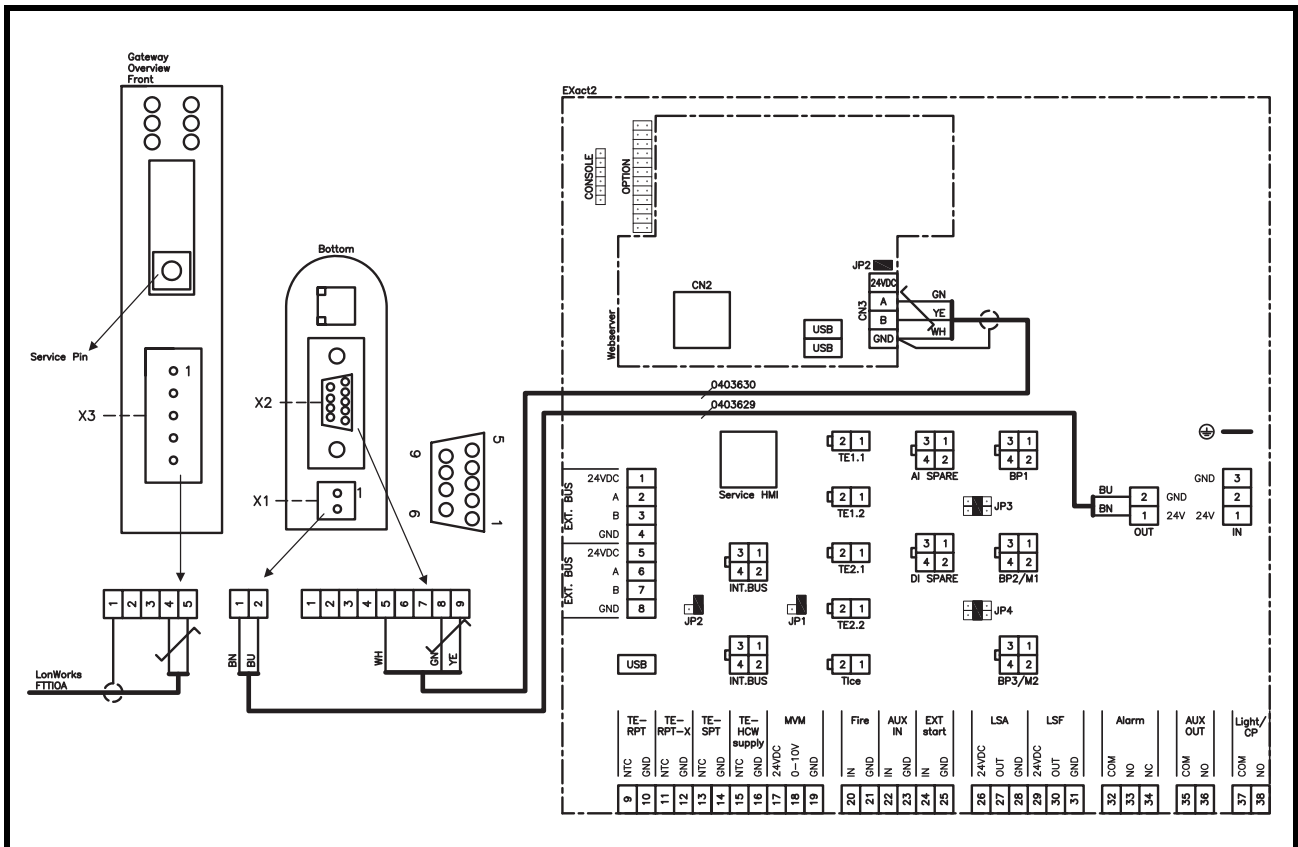 Gateway
Overview
Front
Service Pin
X3
1
1 2 3 4 5
LonWorks
FTT10A
Bottom
X2
X1
1
5
9
6
1
1 2
BN
BU
1 2 3 4 5 6 7 8 9
WH
GN
YE
EXact2
CONSOLE
OPTION
Webserver
CN2
USB
USB
JP2
CN3
24VDC
A
B
GND
GN
YE
WH
0403630
0403629
EXT. BUS
24VDC 1
A 2
B 3
GND 4
EXT. BUS
24VDC 5
A 6
B 7
GND 8
JP2
USB
Service HMI
3 1
4 2
INT.BUS
JP1
3 1
4 2
INT.BUS
2 1
TE1.1
2 1
TE1.2
2 1
TE2.1
2 1
TE2.2
2 1
TIce
3 1
4 2
AI SPARE
3 1
4 2
DI SPARE
3 1
4 2
BP1
JP3
3 1
4 2
BP2/M1
JP4
3 1
4 2
BP3/M2
BU
BN
2 GND
1 24V
OUT
GND 3
2
24V 1
IN
TE-
RPT
TE-
RPT-X
TE-
SPT
TE-
HCW
supply
MVM
Fire
AUX
IN
EXT
start
LSA
LSF
Alarm
AUX
OUT
Light/
CP
NTC GND NTC GND NTC GND NTC GND 24VDC 0-10V GND IN GND IN GND IN GND 24VDC OUT GND 24VDC OUT GND COM NO NC COM NO COM NO
9 10 11 12 13 14 15 16 17 18 19 20 21 22 23 24 25 26 27 28 29 30 31 32 33 34 35 36 37 38